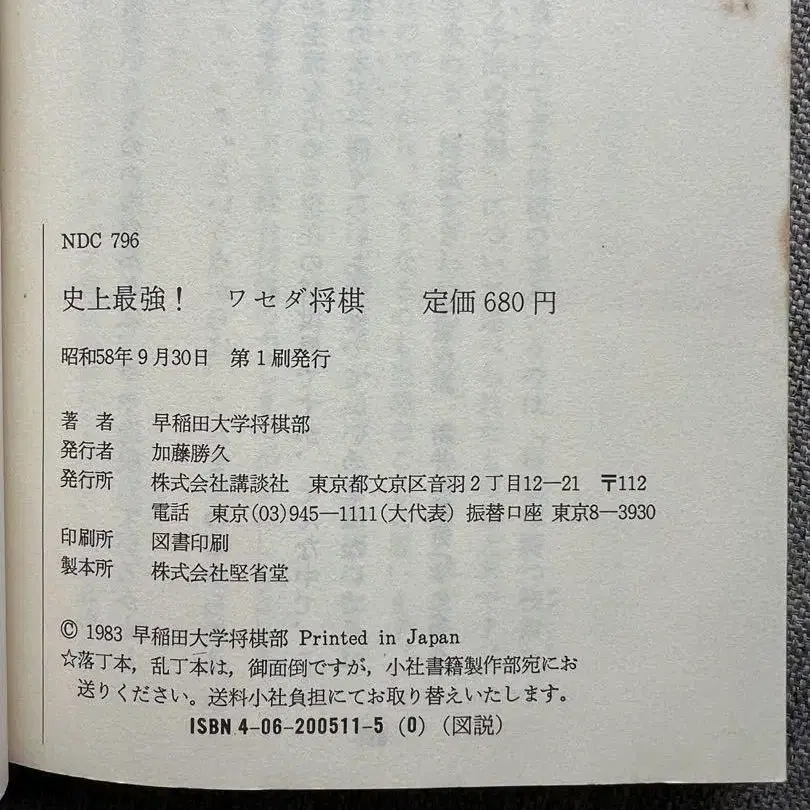 NDC 796
史上最強！　ワセダ将棋　　定価680円
昭和58年9月30日　第1刷発行
著　者　早稲田大学将棋部
発行者　加藤勝久
発行所　株式会社講談社　東京都文京区音羽2丁目12―21　〒112
電話　東京(03)945―1111(大代表) 振替口座 東京8―3930
印刷所　図書印刷
製本所　株式会社堅省堂
© 1983 早稲田大学将棋部 Printed in Japan
☆落丁本，乱丁本は，御面倒ですが，小社書籍製作部宛にお
送りください。送料小社負担にてお取り替えいたします。
ISBN 4-06-200511-5 (0)（図説）